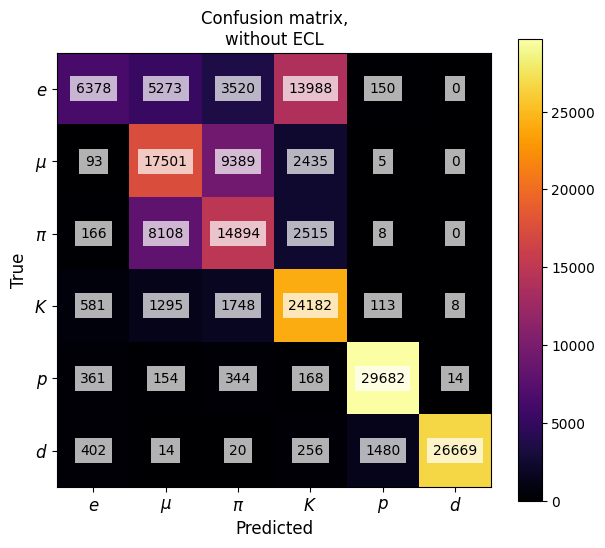 Confusion matrix,
without ECL
e 6378 5273 3520 13988 150 0
μ 93 17501 9389 2435 5 0
π 166 8108 14894 2515 8 0
K 581 1295 1748 24182 113 8
p 361 154 344 168 29682 14
d 402 14 20 256 1480 26669
e μ π K p d
True
Predicted
25000
20000
15000
10000
5000
0